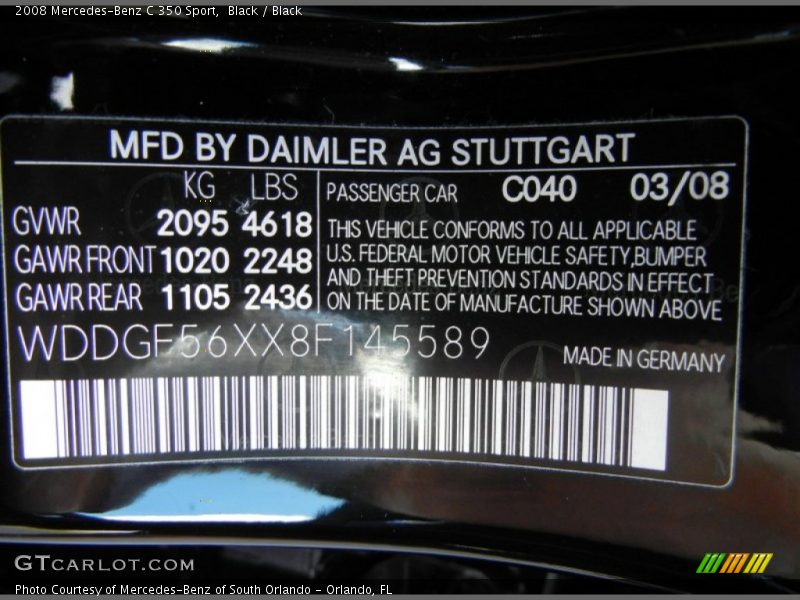 2008 Mercedes-Benz C 350 Sport,  Black / Black
MFD BY DAIMLER AG STUTTGART
KG LBS
GVWR 2095 4618
GAWR FRONT 1020 2248
GAWR REAR 1105 2436
PASSENGER CAR C040 03/08
THIS VEHICLE CONFORMS TO ALL APPLICABLE
U.S. FEDERAL MOTOR VEHICLE SAFETY,BUMPER
AND THEFT PREVENTION STANDARDS IN EFFECT
ON THE DATE OF MANUFACTURE SHOWN ABOVE
WDDGF56XX8F145589
MADE IN GERMANY
GTCARLOT.COM
Photo Courtesy of Mercedes-Benz of South Orlando - Orlando, FL